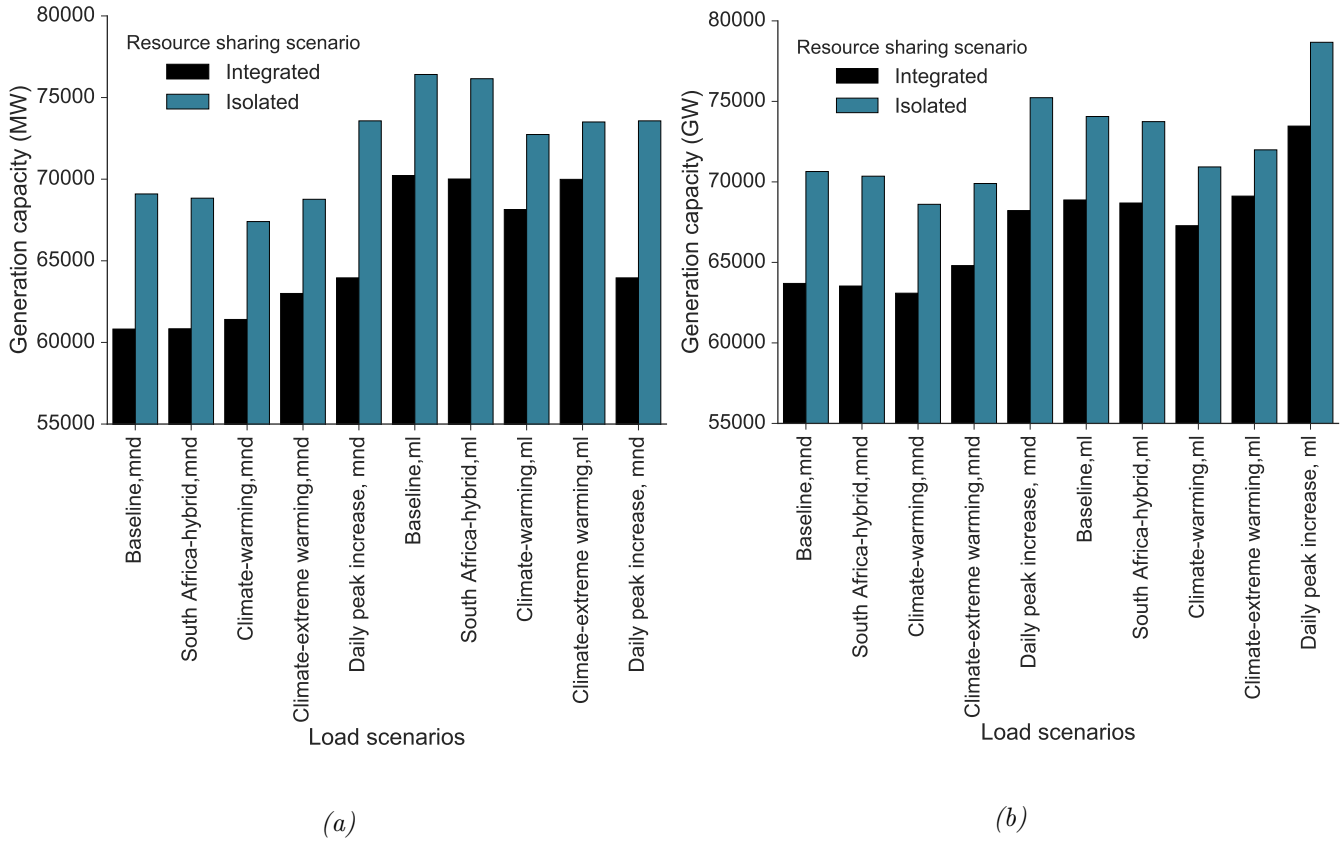 80000
75000
70000
65000
60000
55000
Generation capacity (MW)
Resource sharing scenario
Integrated
Isolated
Baseline,mnd
South Africa-hybrid,mnd
Climate-warming,mnd
Climate-extreme warming,mnd
Daily peak increase, mnd
Baseline,ml
South Africa-hybrid,ml
Climate-warming,ml
Climate-extreme warming,ml
Daily peak increase, mnd
Load scenarios
(a)
80000
75000
70000
65000
60000
55000
Generation capacity (GW)
Resource sharing scenario
Integrated
Isolated
Baseline,mnd
South Africa-hybrid,mnd
Climate-warming,mnd
Climate-extreme warming,mnd
Daily peak increase, mnd
Baseline,ml
South Africa-hybrid,ml
Climate-warming,ml
Climate-extreme warming,ml
Daily peak increase, ml
Load scenarios
(b)